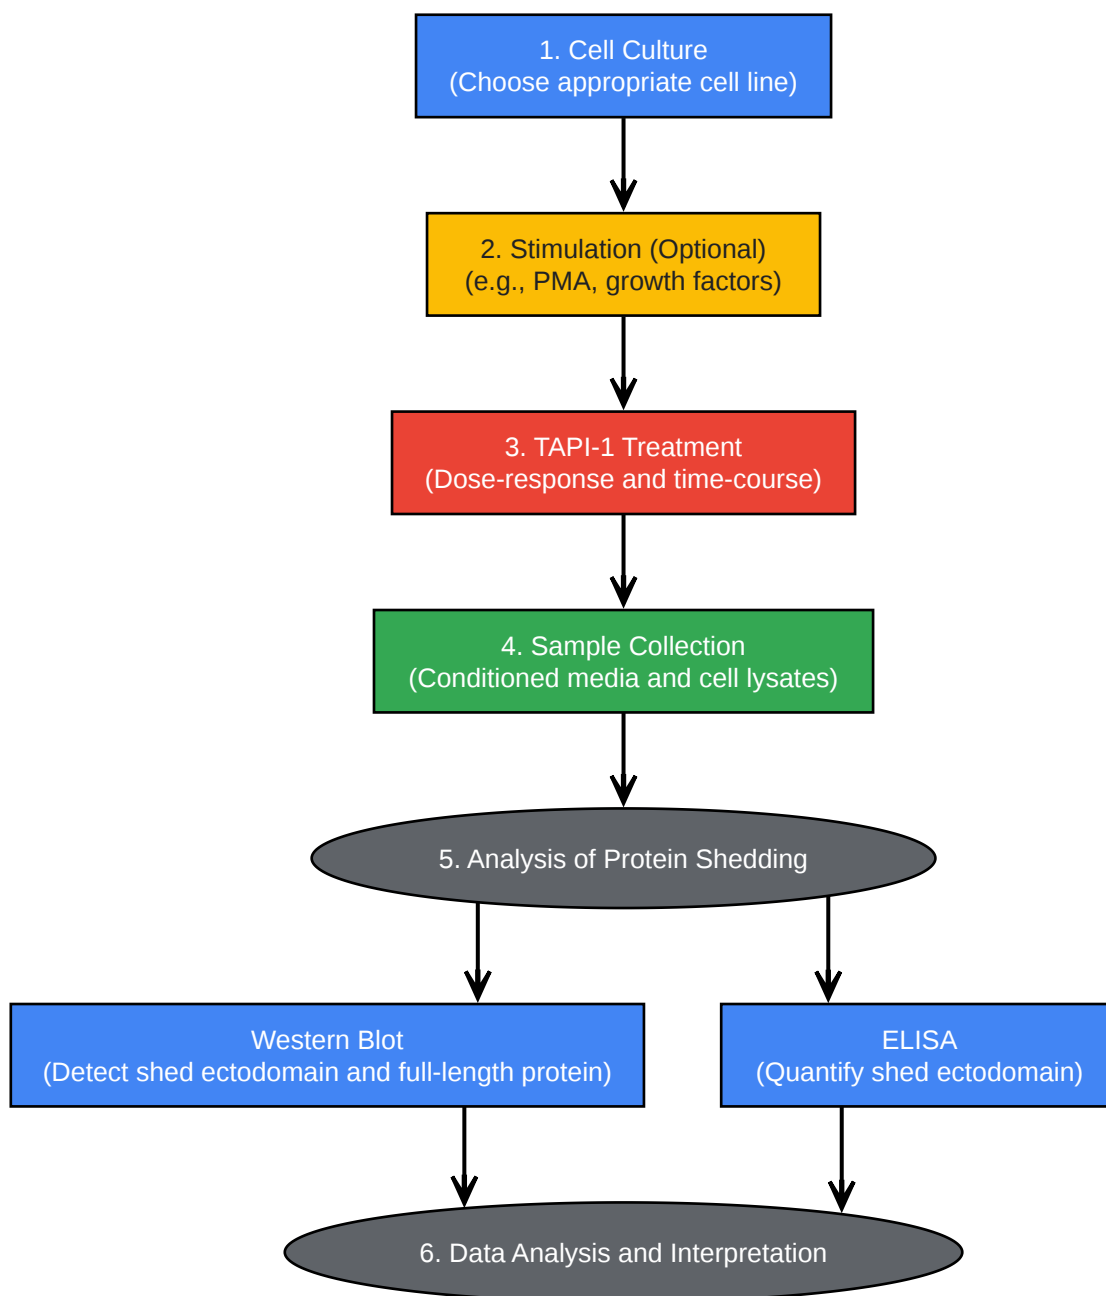 1. Cell Culture
(Choose appropriate cell line)
2. Stimulation (Optional)
(e.g., PMA, growth factors)
3. TAPI-1 Treatment
(Dose-response and time-course)
4. Sample Collection
(Conditioned media and cell lysates)
5. Analysis of Protein Shedding
Western Blot
(Detect shed ectodomain and full-length protein)
ELISA
(Quantify shed ectodomain)
6. Data Analysis and Interpretation